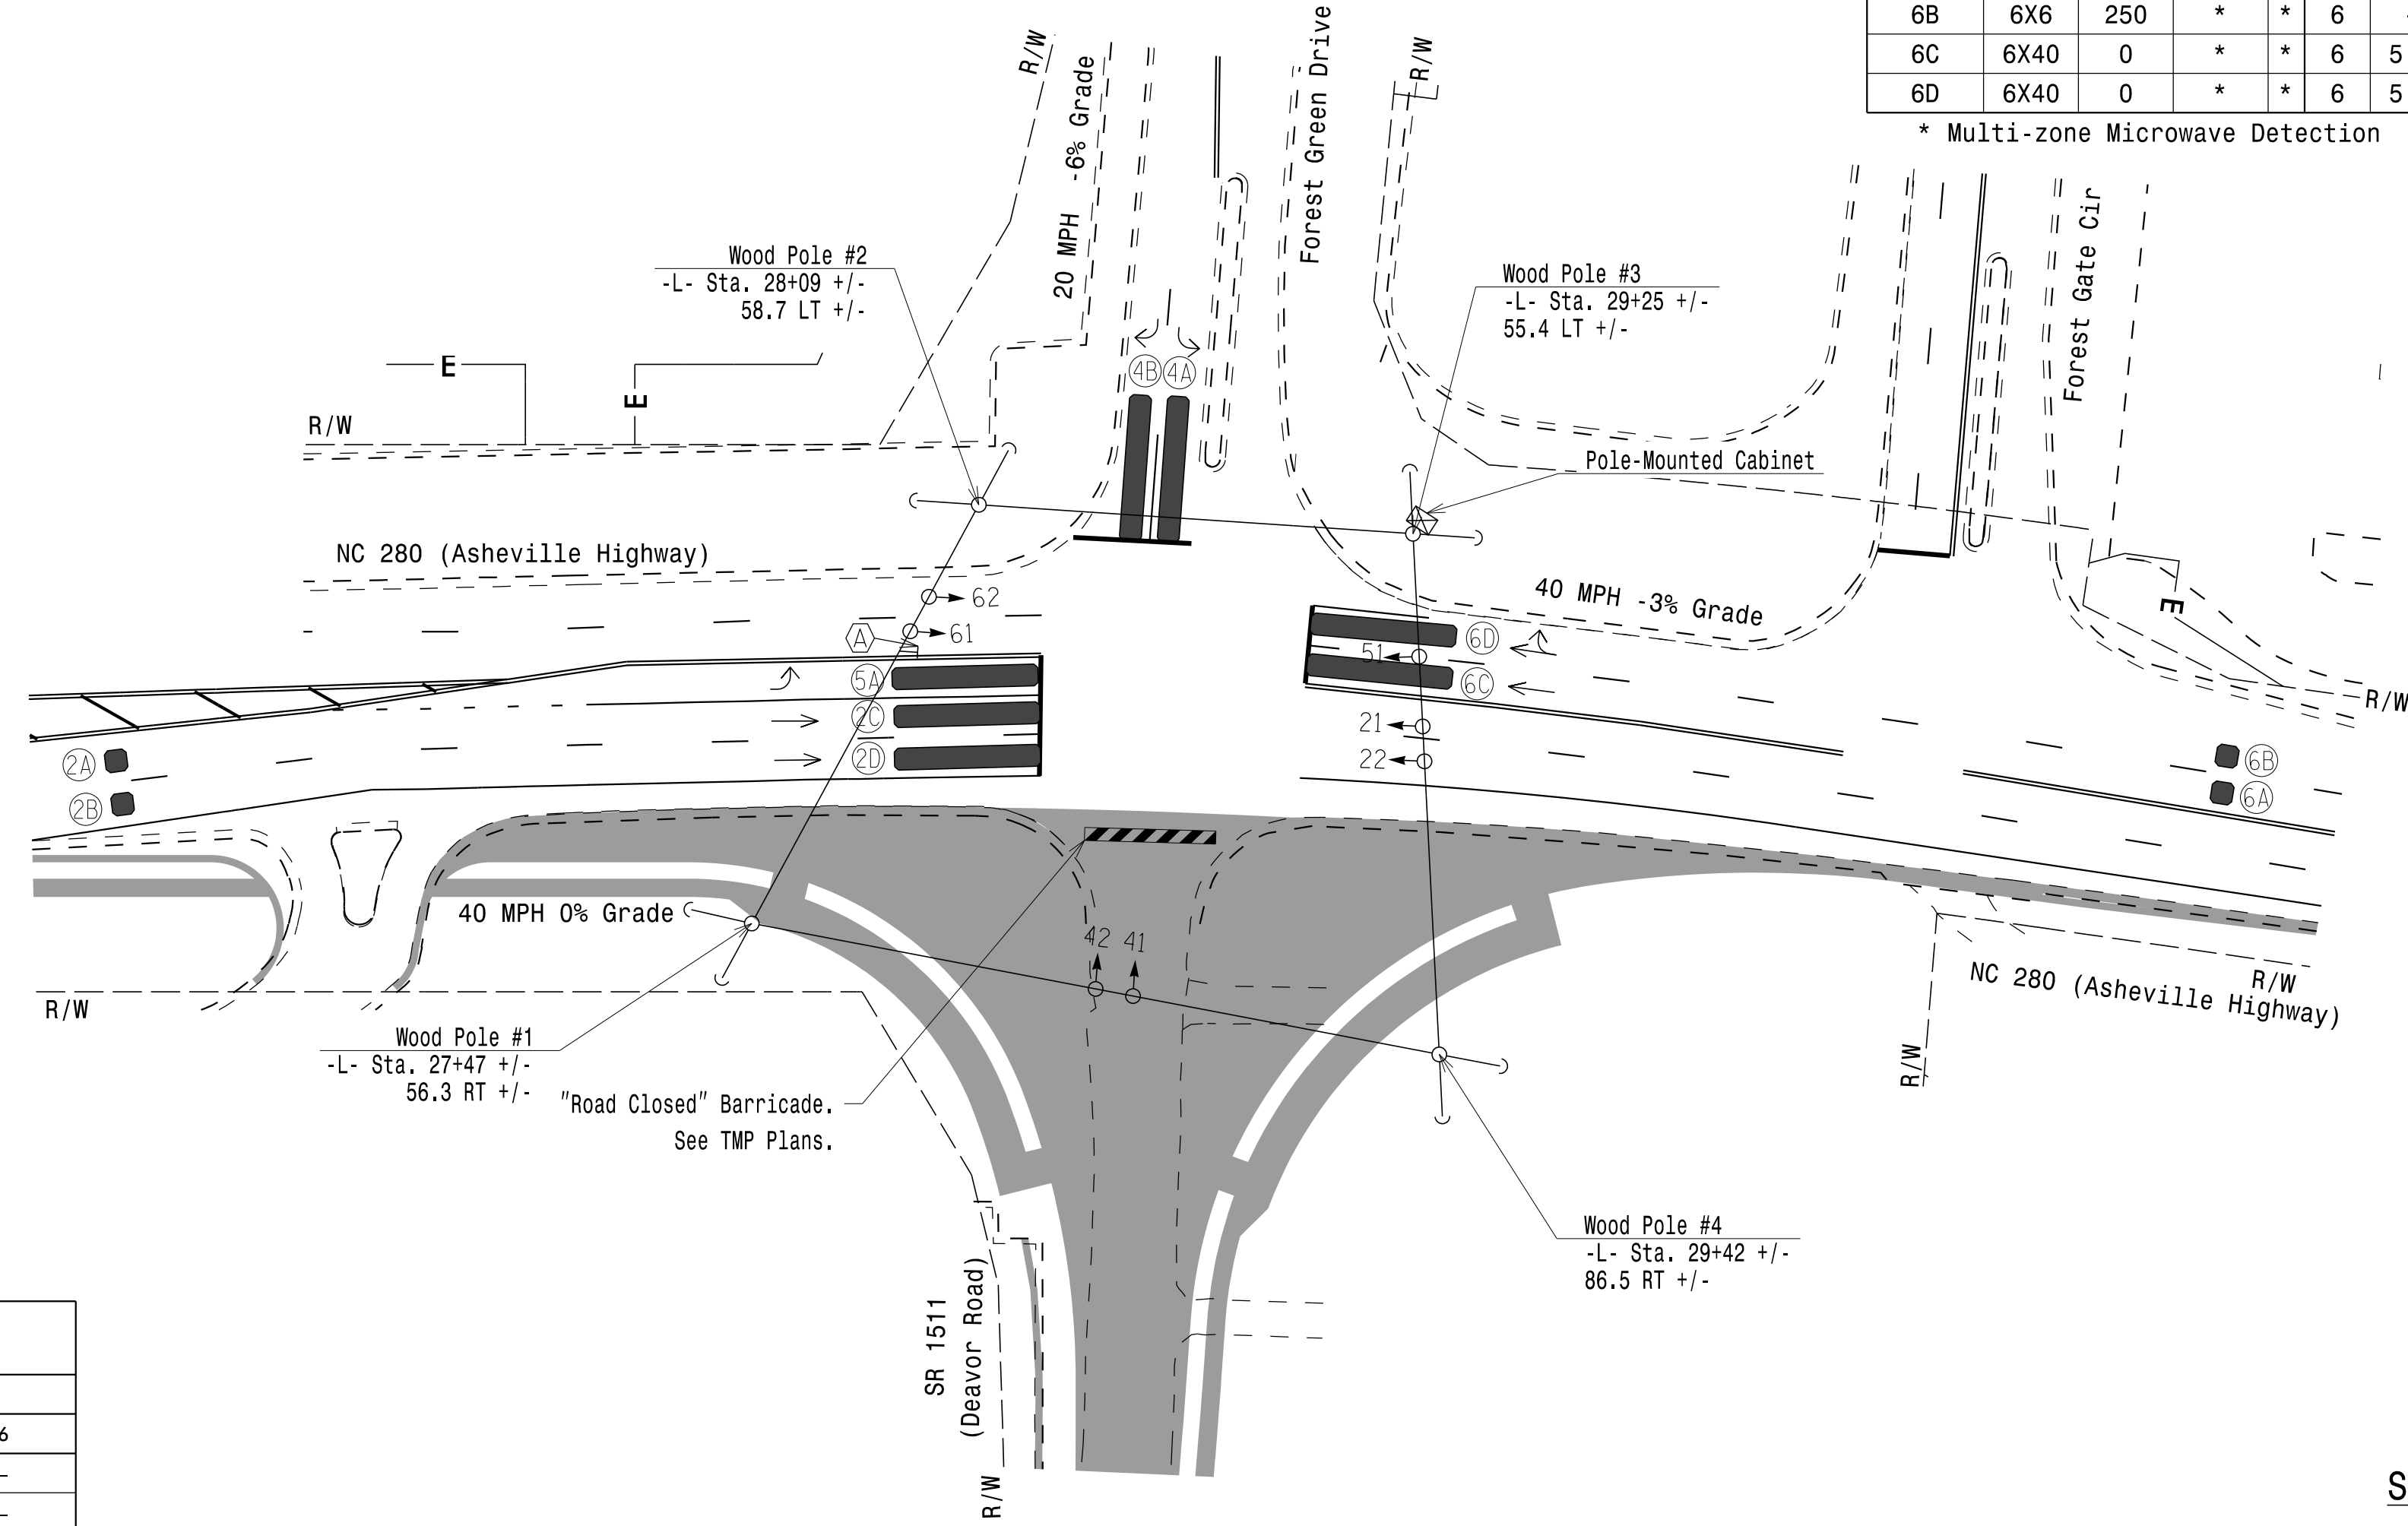 6B 6X6 250 * * 6
6C 6X40 0 * * 6 5
6D 6X40 0 * * 6 5
* Multi-zone Microwave Detection
R/W
20 MPH -6% Grade
Forest Green Drive
R/W
Forest Gate Cir
Wood Pole #2
-L- Sta. 28+09 +/-
58.7 LT +/-
Wood Pole #3
-L- Sta. 29+25 +/-
55.4 LT +/-
E
E
R/W
4B 4A
Pole-Mounted Cabinet
NC 280 (Asheville Highway)
40 MPH -3% Grade
E
62
61
A
51
6D
6C
5A
2C
2D
21
22
R/W
2A
2B
6B
6A
40 MPH 0% Grade
42 41
NC 280 (Asheville Highway)
R/W
R/W
R/W
Wood Pole #1
-L- Sta. 27+47 +/-
56.3 RT +/-
"Road Closed" Barricade.
See TMP Plans.
Wood Pole #4
-L- Sta. 29+42 +/-
86.5 RT +/-
SR 1511
(Deavor Road)
R/W
6
-
-
S